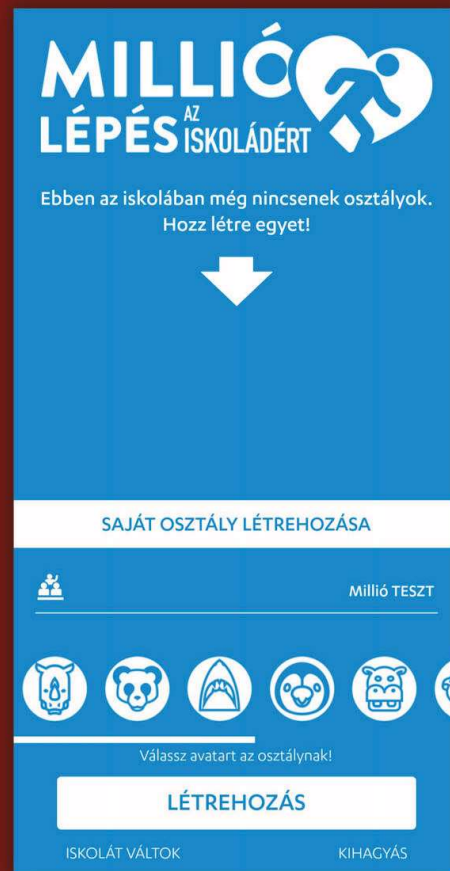 MILLIÓ
LÉPÉS AZ ISKOLÁDÉRT
Ebben az iskolában még nincsenek osztályok.
Hozz létre egyet!
SAJÁT OSZTÁLY LÉTREHOZÁSA
Millió TESZT
Válassz avatart az osztálynak!
LÉTREHOZÁS
ISKOLÁT VÁLTOK KIHAGYÁS